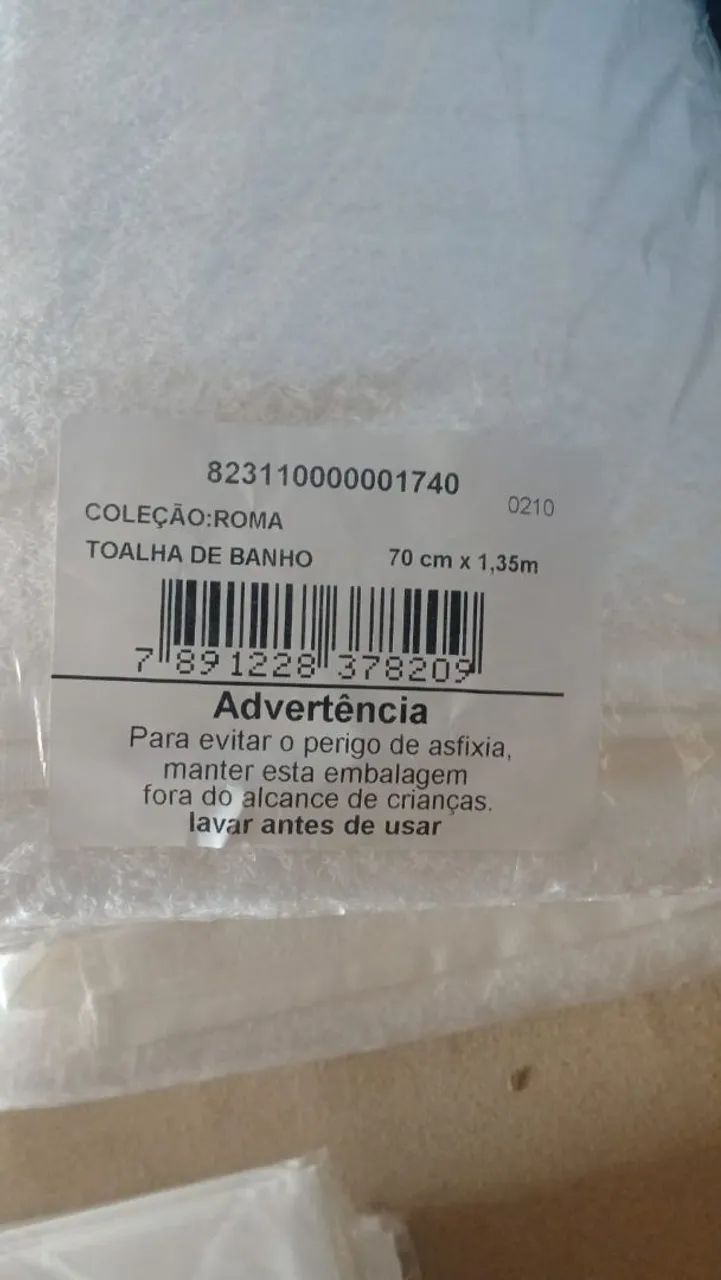 823110000001740
0210
COLEÇÃO:ROMA
TOALHA DE BANHO 70 cm x 1,35m
7 891228 378209
Advertência
Para evitar o perigo de asfixia,
manter esta embalagem
fora do alcance de crianças.
lavar antes de usar